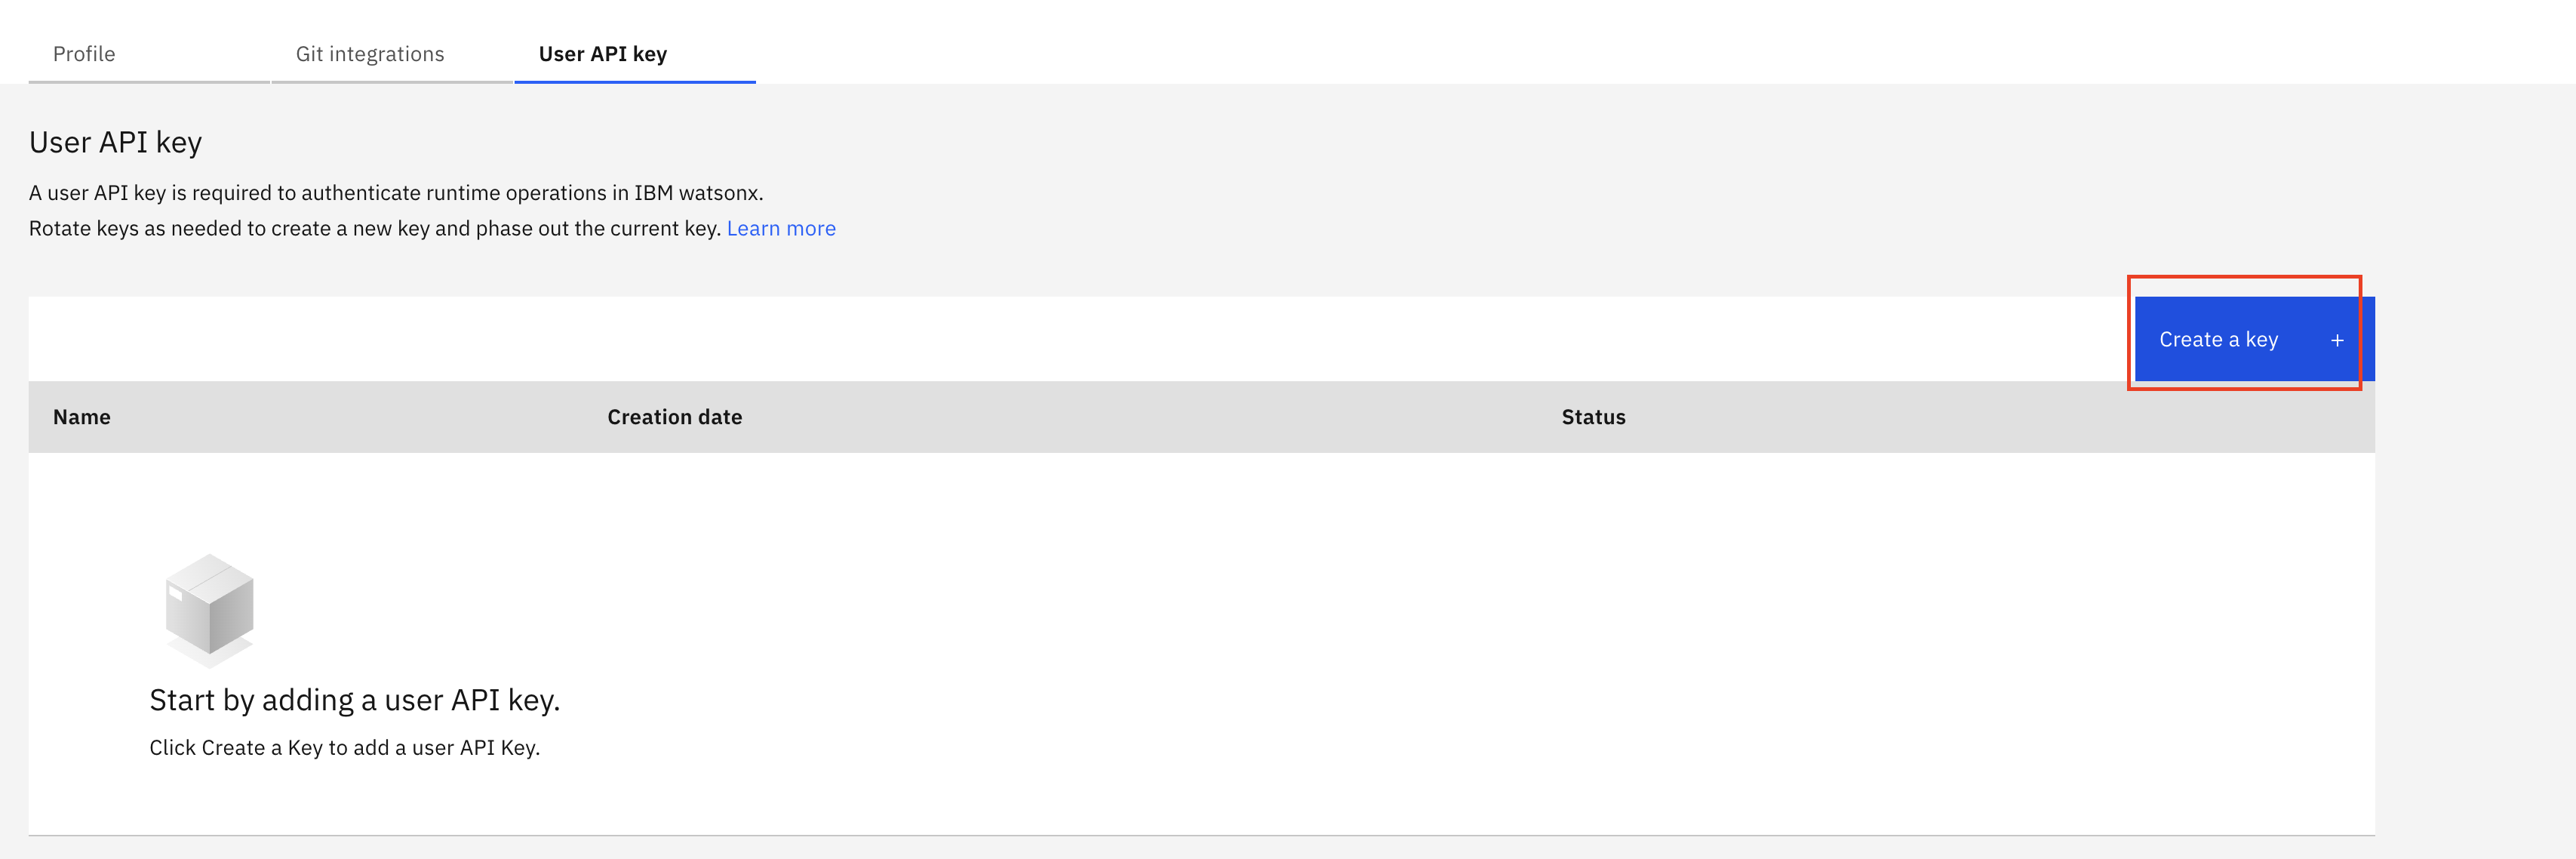 Profile
Git integrations
User API key
User API key
A user API key is required to authenticate runtime operations in IBM watsonx.
Rotate keys as needed to create a new key and phase out the current key. Learn more
Create a key +
Name
Creation date
Status
Start by adding a user API key.
Click Create a Key to add a user API Key.